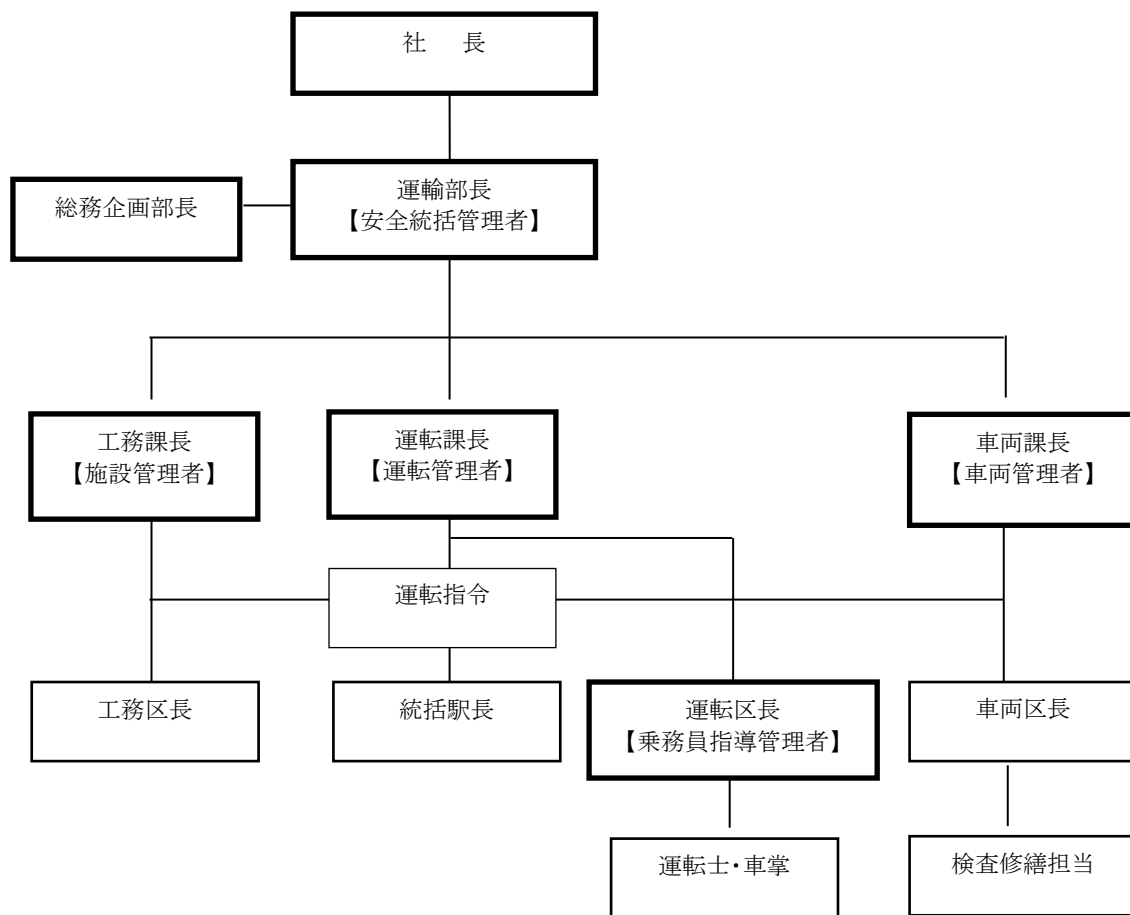 社　長
運輸部長
【安全統括管理者】
総務企画部長
工務課長
【施設管理者】
運転課長
【運転管理者】
車両課長
【車両管理者】
運転指令
工務区長
統括駅長
運転区長
【乗務員指導管理者】
車両区長
運転士・車掌
検査修繕担当